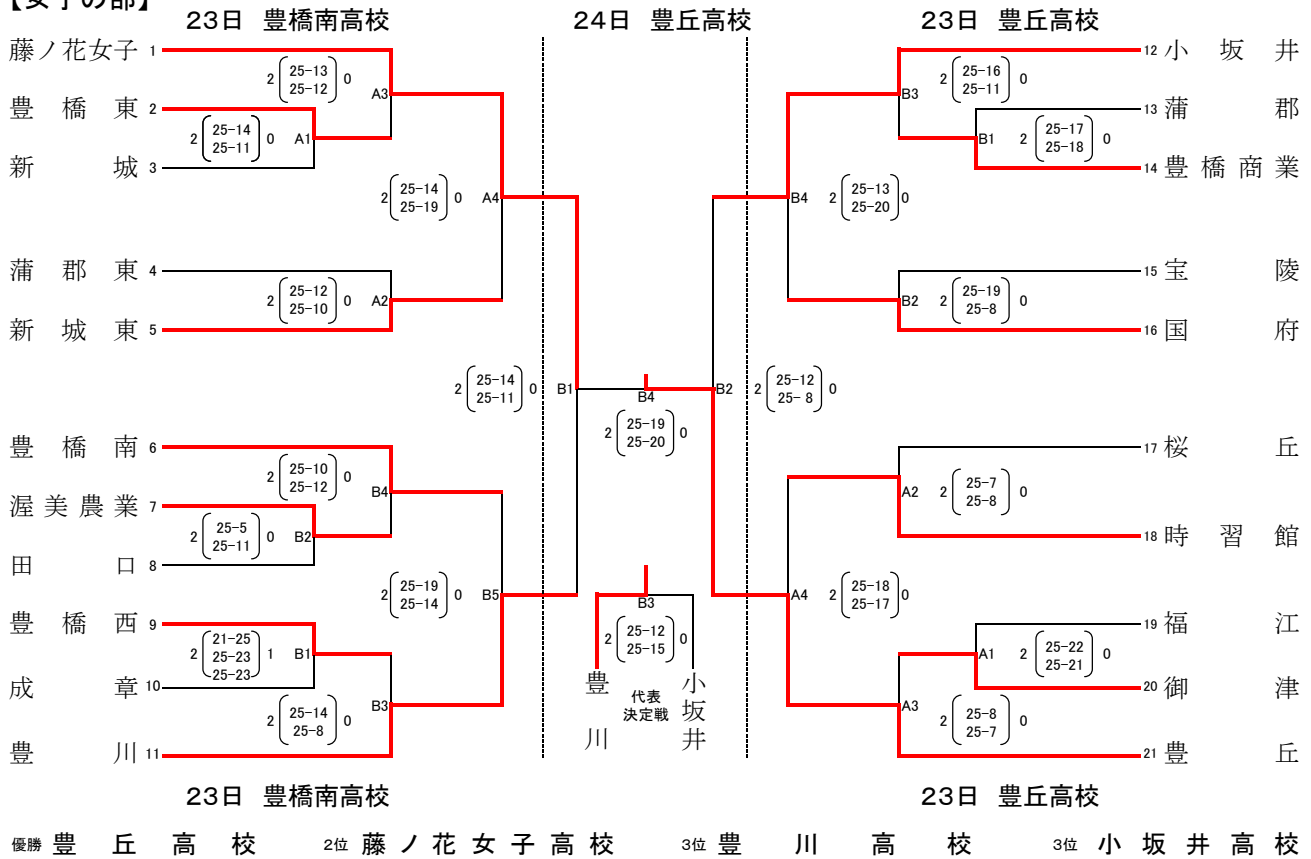 【女子の部】
23日 豊橋南高校
24日 豊丘高校
23日 豊丘高校
藤ノ花女子 1
2 25-13 25-12 0 A3
豊橋東 2
2 25-14 25-11 0 A1
新城 3
2 25-14 25-19 0 A4
蒲郡東 4
2 25-12 25-10 0 A2
新城東 5
2 25-14 25-11 0 B1
豊橋南 6
2 25-10 25-12 0 B4
渥美農業 7
2 25-5 25-11 0 B2
田口 8
2 25-19 25-14 0 B5
豊橋西 9
2 21-25 25-23 25-23 1 B1
成章 10
2 25-14 25-8 0 B3
豊川 11
B4
2 25-19 25-20 0
B3
2 25-12 25-15 0
豊川
代表
決定戦
小坂井
12 小坂井
B3 2 25-16 25-11 0
13 蒲郡
B1 2 25-17 25-18 0
14 豊橋商業
B4 2 25-13 25-20 0
15 宝陵
B2 2 25-19 25-8 0
16 国府
B2 2 25-12 25- 8 0
17 桜丘
A2 2 25-7 25-8 0
18 時習館
A4 2 25-18 25-17 0
19 福江
A1 2 25-22 25-21 0
20 御津
A3 2 25-8 25-7 0
21 豊丘
23日 豊橋南高校
23日 豊丘高校
優勝 豊丘高校 2位 藤ノ花女子高校 3位 豊川高校 3位 小坂井高校